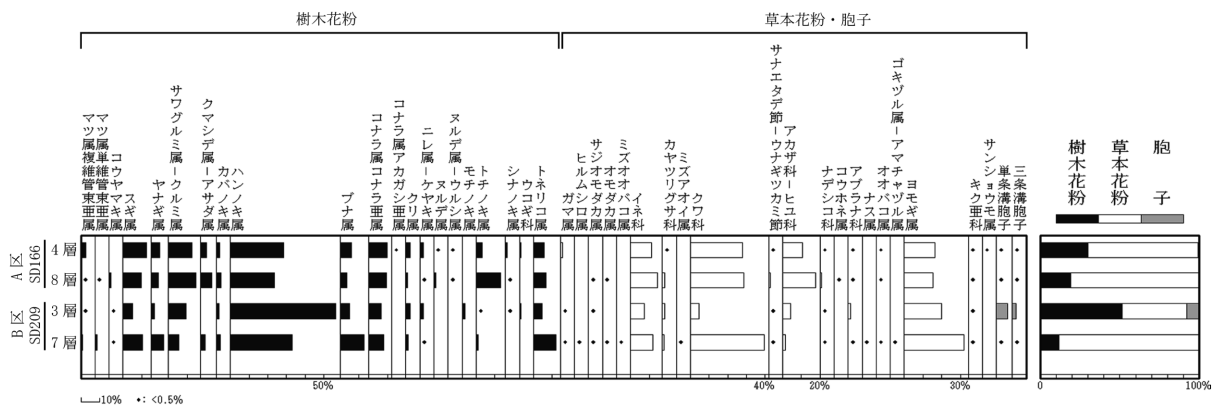 樹木花粉
草本花粉・胞子
マツ属複維管束亜属
マツ属単維管束亜属
コウヤマキ属
スギ属
ヤナギ属
サワグルミ属－クルミ属
クマシデ属－アサダ属
カバノキ属
ハンノキ属
ブナ属
コナラ属コナラ亜属
コナラ属アカガシ亜属
クリ属
ニレ属－ケヤキ属
ヌルデ属
ヌルデ属－ウルシ属
モチノキ属
トチノキ属
シナノキ属
ウコギ科
トネリコ属
ガマ属
ヒルムシロ属
サジオモダカ属
オモダカ属
ミズオオバコ属
イネ科
カヤツリグサ科
ミズアオイ属
クワ科
サナエタデ節－ウナギツカミ節
アカザ科－ヒユ科
ナデシコ科
コウホネ属
アブラナ科
ナス属
オオバコ属
ゴキヅル属－アマチャヅル属
ヨモギ属
キク亜科
サンショウモ属
単条溝胞子
三条溝胞子
樹木花粉
草本花粉
胞子
A区
SD166
4層
8層
B区
SD209
3層
7層
50%
40%
20%
30%
0
100%
10%
◆: <0.5%